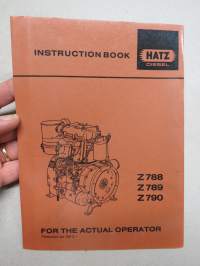 INSTRUCTION BOOK
HATZ
DIESEL
Z 788
Z 789
Z 790
FOR THE ACTUAL OPERATOR